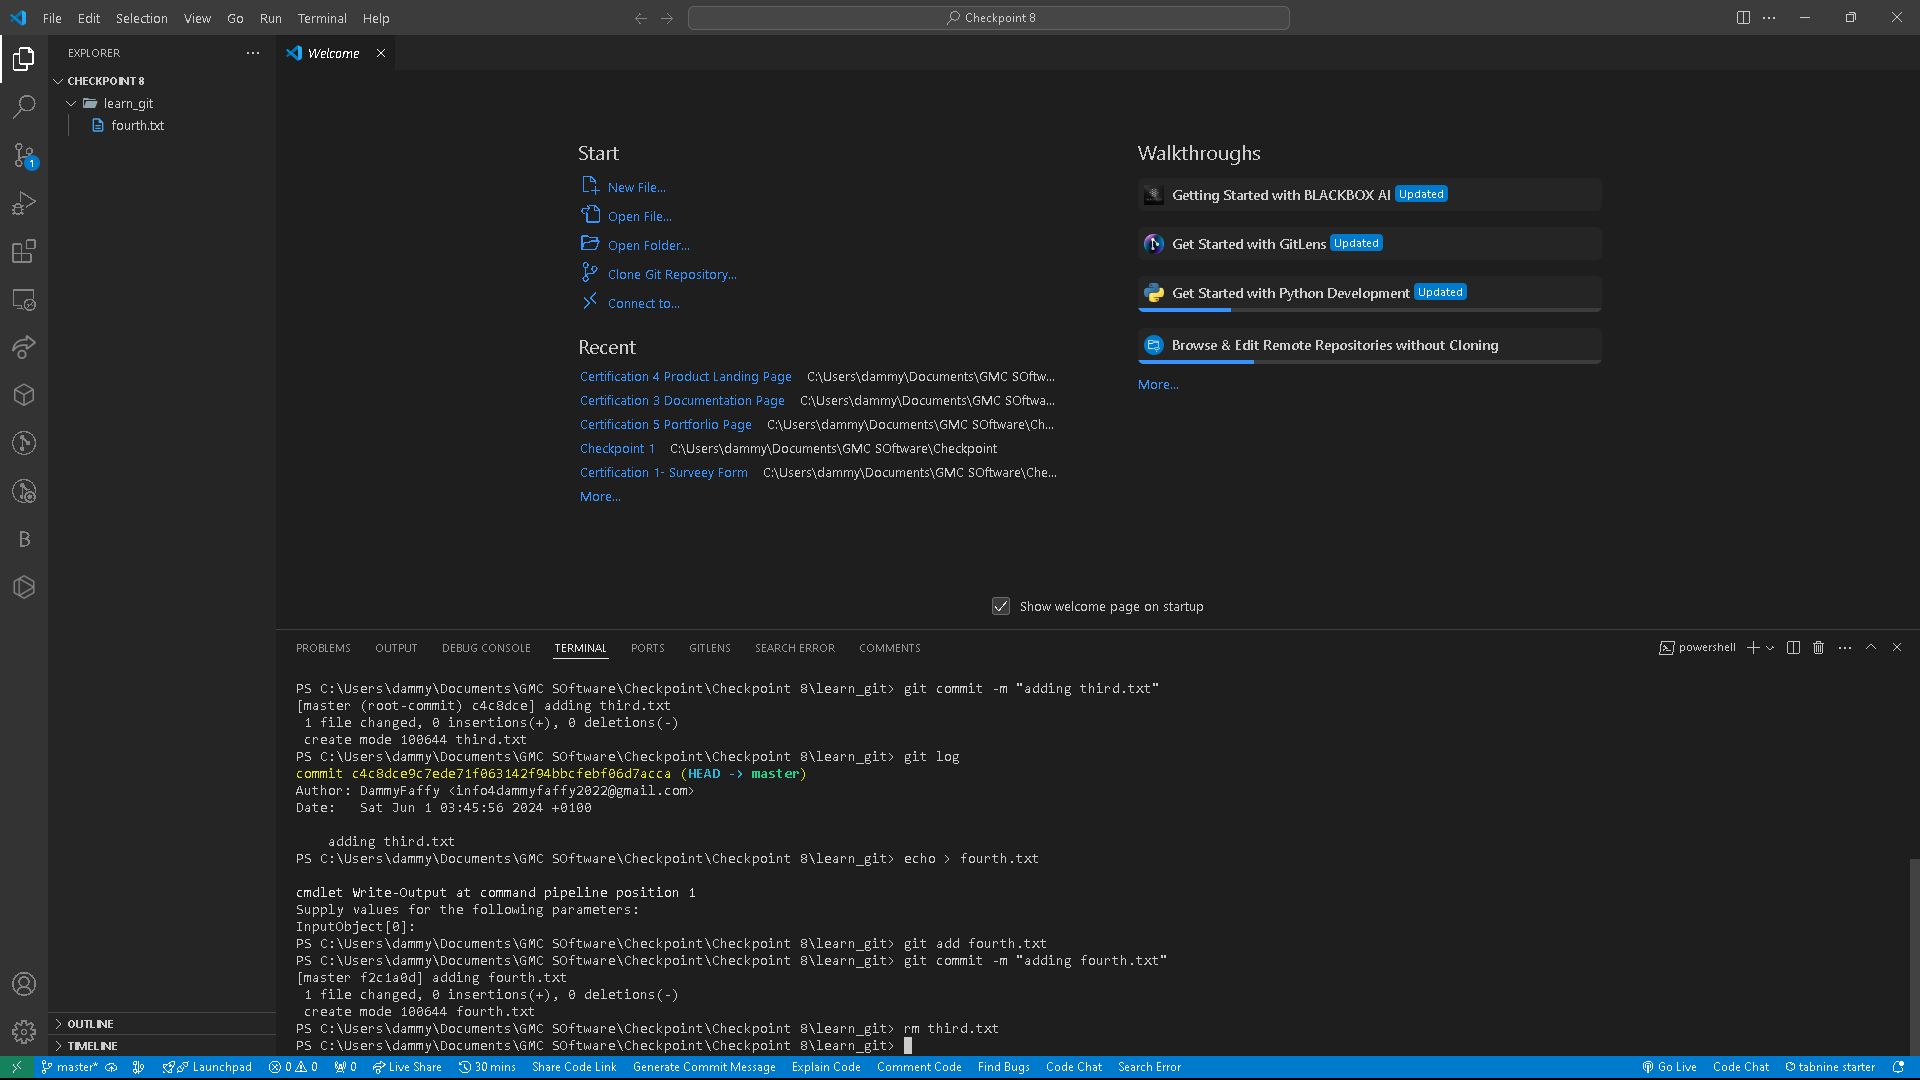 File Edit Selection View Go Run Terminal Help
Checkpoint 8
EXPLORER
CHECKPOINT 8
learn_git
fourth.txt
1
OUTLINE
TIMELINE
Welcome
Start
New File...
Open File...
Open Folder...
Clone Git Repository...
Connect to...
Recent
Certification 4 Product Landing Page C:\Users\dammy\Documents\GMC SOftw...
Certification 3 Documentation Page C:\Users\dammy\Documents\GMC SOftwa...
Certification 5 Portforlio Page C:\Users\dammy\Documents\GMC SOftware\Ch...
Checkpoint 1 C:\Users\dammy\Documents\GMC SOftware\Checkpoint
Certification 1- Surveey Form C:\Users\dammy\Documents\GMC SOftware\Che...
More...
Walkthroughs
Getting Started with BLACKBOX AI Updated
Get Started with GitLens Updated
Get Started with Python Development Updated
Browse & Edit Remote Repositories without Cloning
More...
Show welcome page on startup
PROBLEMS OUTPUT DEBUG CONSOLE TERMINAL PORTS GITLENS SEARCH ERROR COMMENTS
powershell
PS C:\Users\dammy\Documents\GMC SOftware\Checkpoint\Checkpoint 8\learn_git> git commit -m "adding third.txt"
[master (root-commit) c4c8dce] adding third.txt
1 file changed, 0 insertions(+), 0 deletions(-)
create mode 100644 third.txt
PS C:\Users\dammy\Documents\GMC SOftware\Checkpoint\Checkpoint 8\learn_git> git log
commit c4c8dce9c7ede71f063142f94bbcfebf06d7acca (HEAD -> master)
Author: DammyFaffy <info4dammyfaffy2022@gmail.com>
Date: Sat Jun 1 03:45:56 2024 +0100
adding third.txt
PS C:\Users\dammy\Documents\GMC SOftware\Checkpoint\Checkpoint 8\learn_git> echo > fourth.txt
cmdlet Write-Output at command pipeline position 1
Supply values for the following parameters:
InputObject[0]:
PS C:\Users\dammy\Documents\GMC SOftware\Checkpoint\Checkpoint 8\learn_git> git add fourth.txt
PS C:\Users\dammy\Documents\GMC SOftware\Checkpoint\Checkpoint 8\learn_git> git commit -m "adding fourth.txt"
[master f2c1a0d] adding fourth.txt
1 file changed, 0 insertions(+), 0 deletions(-)
create mode 100644 fourth.txt
PS C:\Users\dammy\Documents\GMC SOftware\Checkpoint\Checkpoint 8\learn_git> rm third.txt
PS C:\Users\dammy\Documents\GMC SOftware\Checkpoint\Checkpoint 8\learn_git>
master* Launchpad 0 0 0 Live Share 30 mins Share Code Link Generate Commit Message Explain Code Comment Code Find Bugs Code Chat Search Error Go Live Code Chat tabnine starter